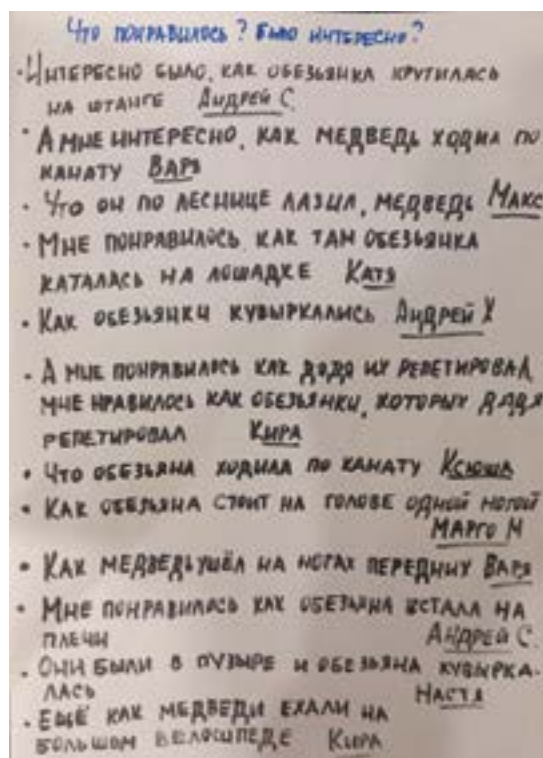 Что понравилось? Было интересно?
· Интересно было, как обезьянка крутилась
на штанге Андрей С.
· А мне интересно, как медведь ходил по
канату Варя
· Что он по лестнице лазил, медведь Макс
· Мне понравилось как там обезьянка
каталась на лошадке Катя
· Как обезьянки кувыркались Андрей Х
· А мне понравилось как дядя их репетировал,
мне нравилось как обезьянки, которых дядя
репетировал Кира
· Что обезьяна ходила по канату Ксюша
· Как обезьяна стоит на голове одной ногой
Марго М
· Как медведь ушёл на ногах передних Варя
· Мне понравилась как обезьяна встала на
плечи Андрей С.
· Они были в пузыре и обезьяна кувырка-
лась Настя
· Ещё как медведи ехали на
большом велосипеде Кира